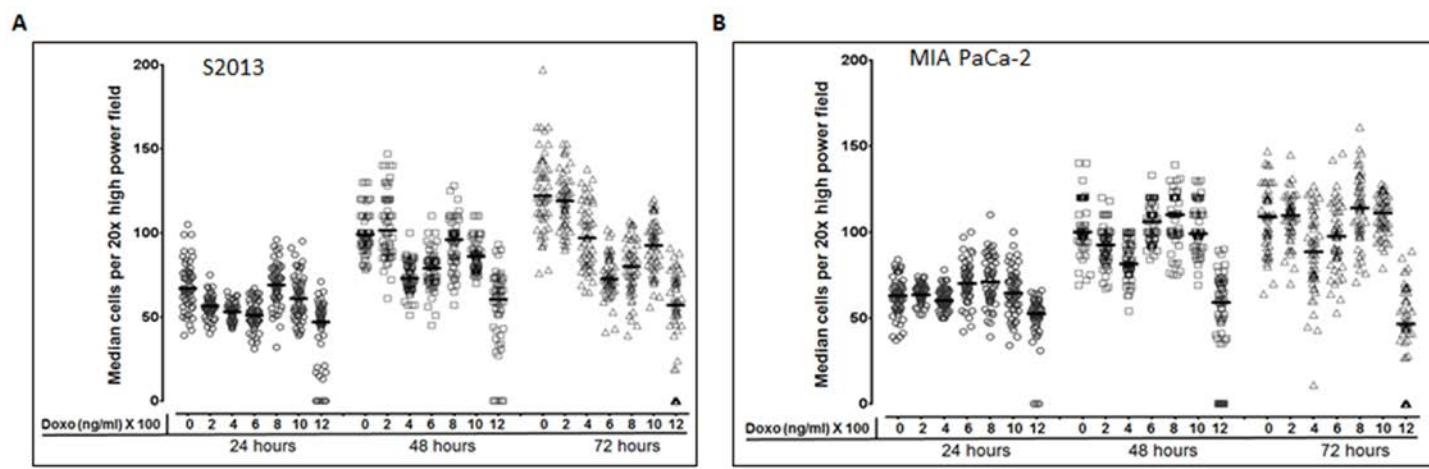 A
S2013
Median cells per 20x high power field
200
150
100
50
0
Doxo (ng/ml) X 100 0 2 4 6 8 10 12 0 2 4 6 8 10 12 0 2 4 6 8 10 12
24 hours 48 hours 72 hours
B
MIA PaCa-2
Median cells per 20x high power field
200
150
100
50
0
Doxo (ng/ml) X 100 0 2 4 6 8 10 12 0 2 4 6 8 10 12 0 2 4 6 8 10 12
24 hours 48 hours 72 hours